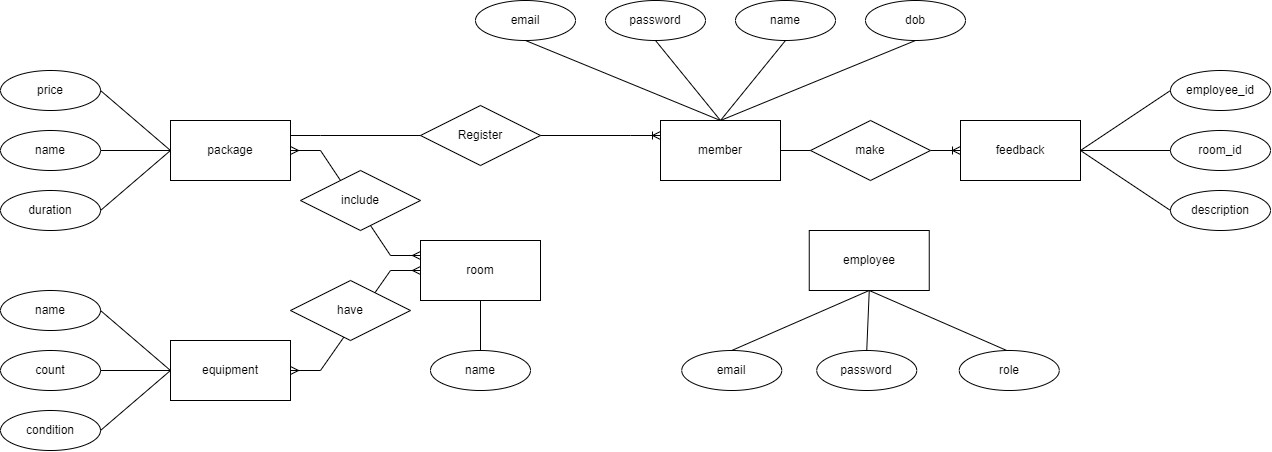 email
password
name
dob
price
employee_id
Register
package
member
make
feedback
name
room_id
include
duration
description
employee
room
name
have
count
equipment
name
email
password
role
condition